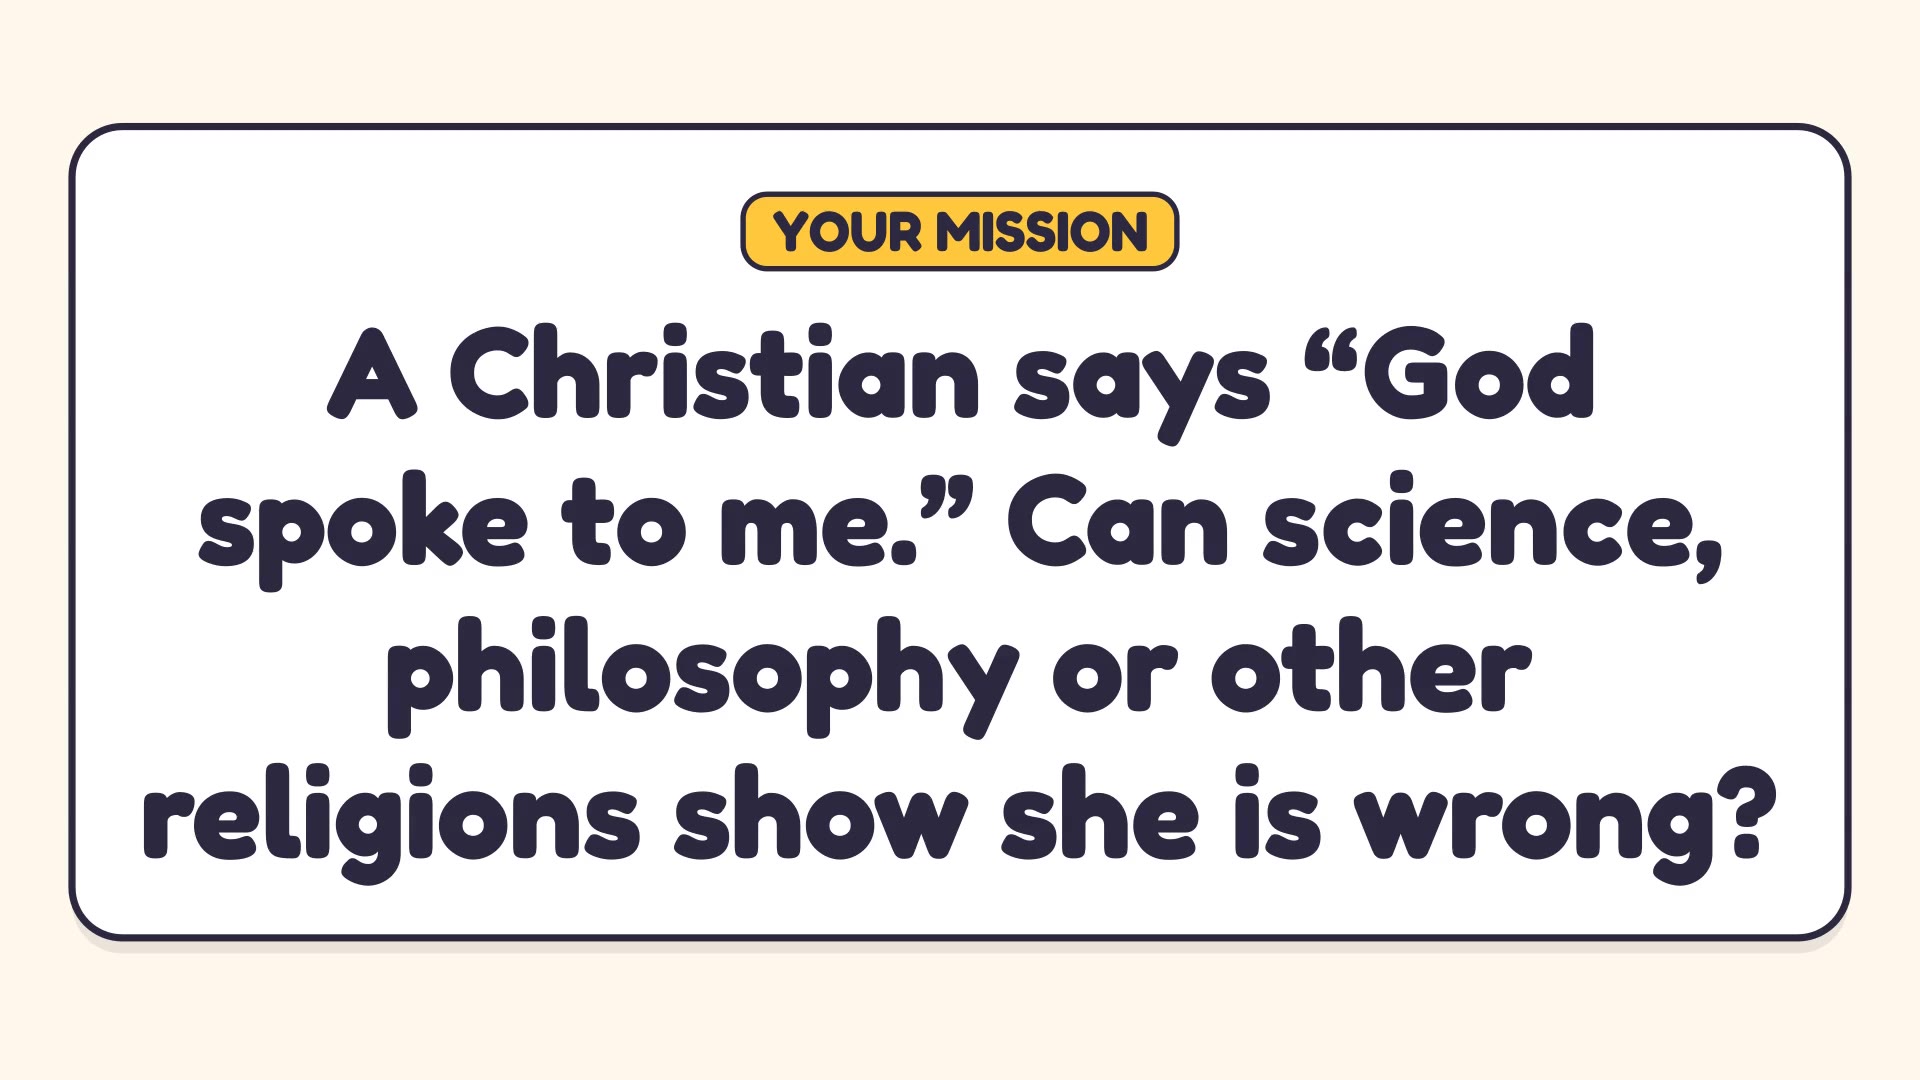 YOUR MISSION
A Christian says “God
spoke to me.” Can science,
philosophy or other
religions show she is wrong?